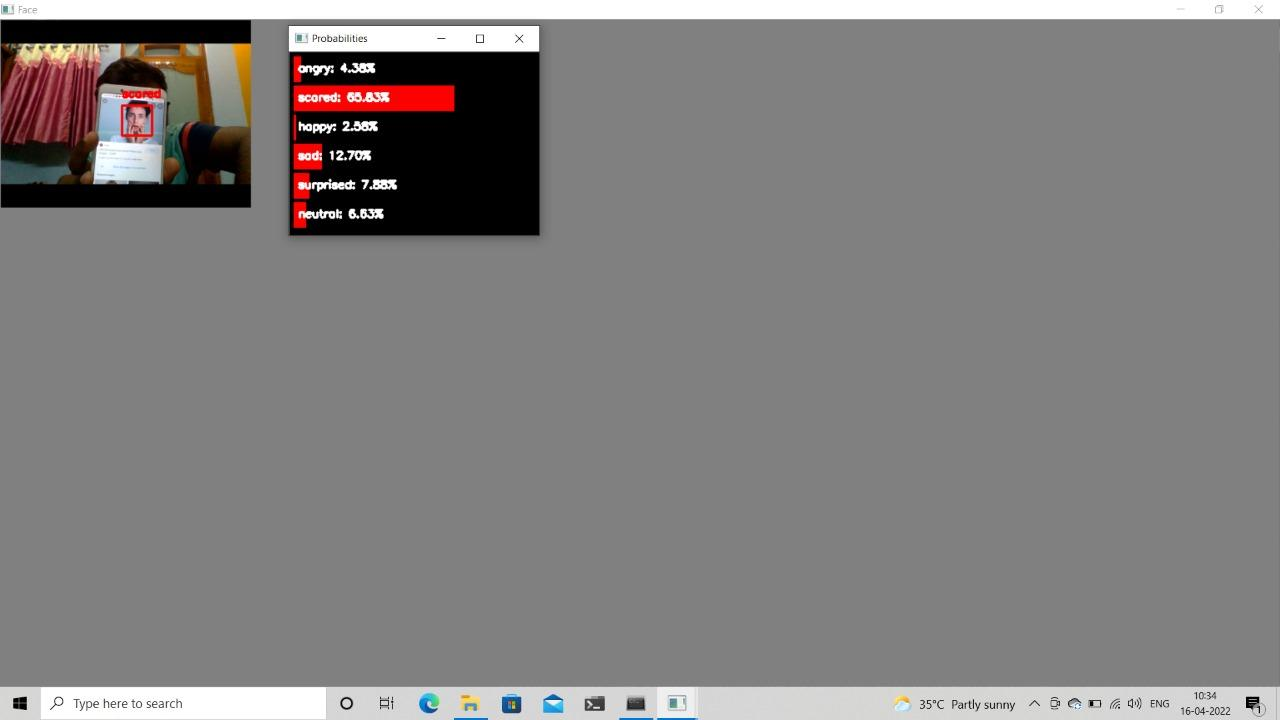 Face
Probabilities
scared
angry: 4.38%
scared: 65.83%
happy: 2.58%
sad: 12.70%
surprised: 7.88%
neutral: 6.63%
Type here to search
35°C Partly sunny
ENG
10:34
16-04-2022
1